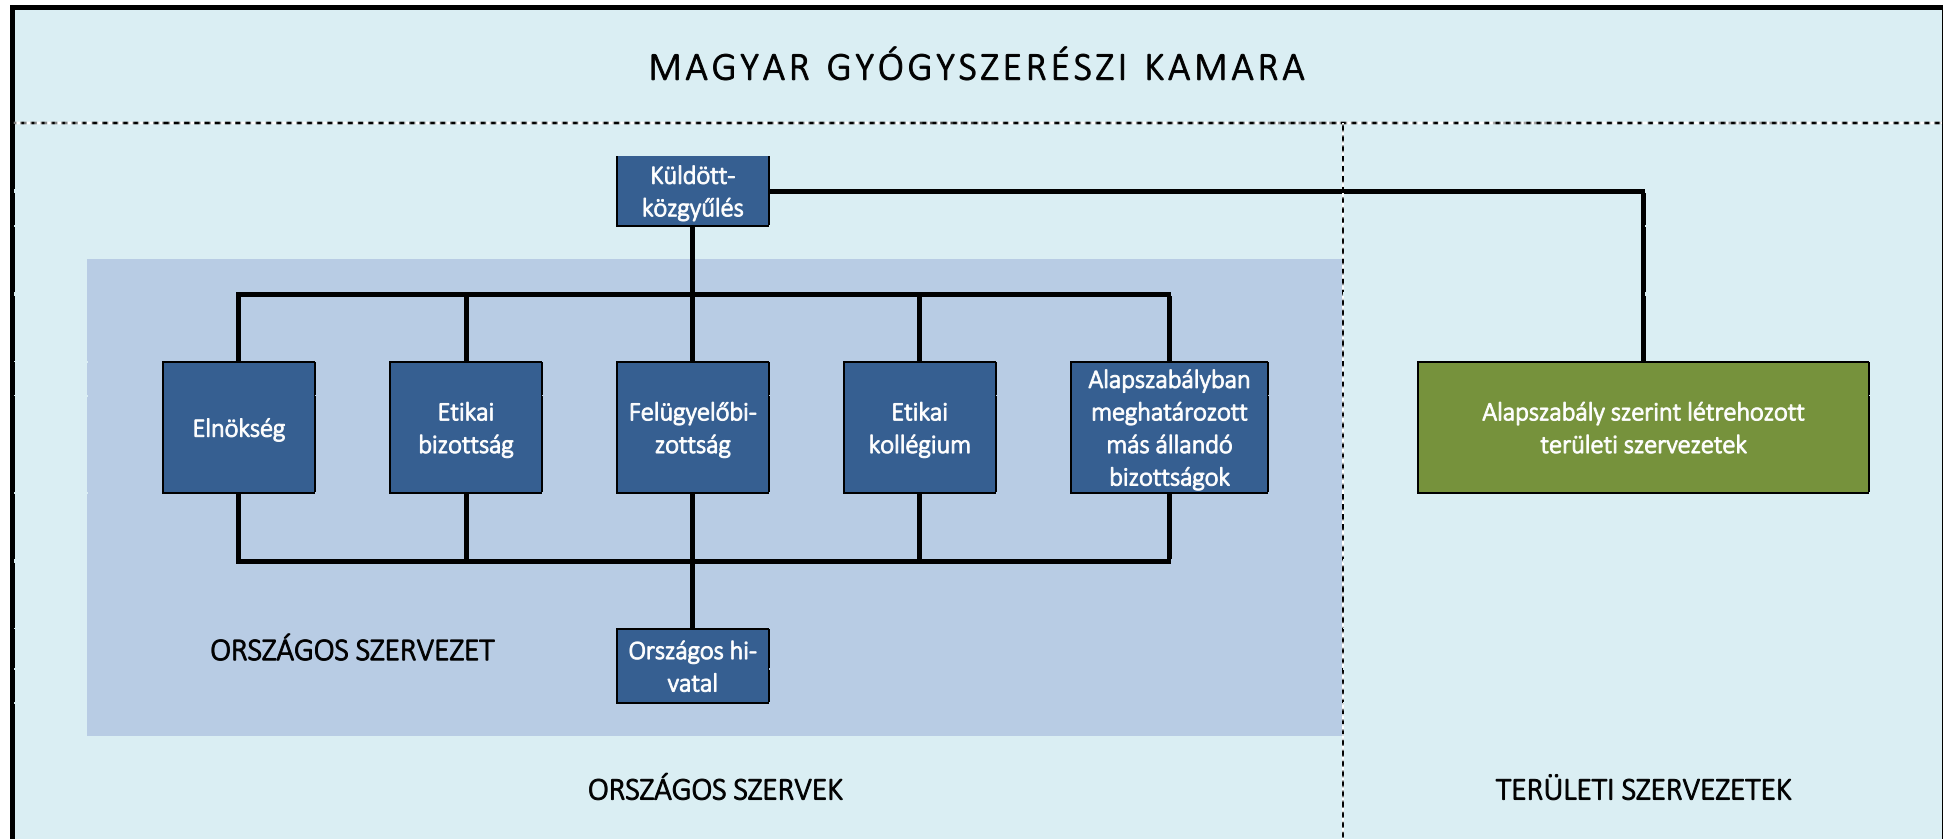 MAGYAR GYÓGYSZERÉSZI KAMARA
Küldött-
közgyűlés
Elnökség
Etikai
bizottság
Felügyelőbi-
zottság
Etikai
kollégium
Alapszabályban
meghatározott
más állandó
bizottságok
Alapszabály szerint létrehozott
területi szervezetek
ORSZÁGOS SZERVEZET
Országos hi-
vatal
ORSZÁGOS SZERVEK
TERÜLETI SZERVEZETEK